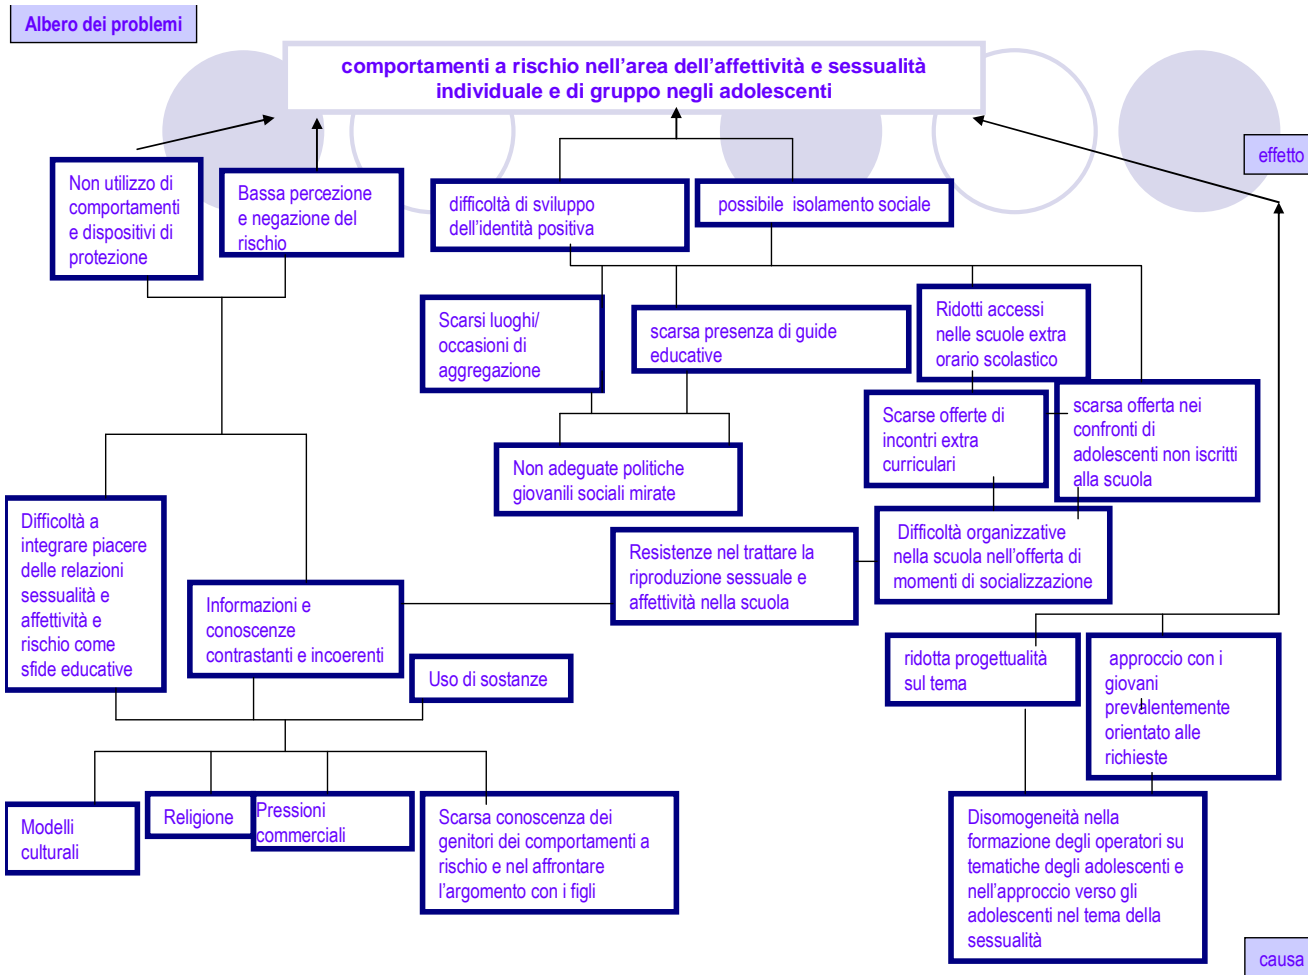 Albero dei problemi
comportamenti a rischio nell'area dell'affettività e sessualità
individuale e di gruppo negli adolescenti
effetto
Non utilizo di
comportamenti
e dispositivi di
protezione
Bassa percezione
e negazione del
rischio
difficoltà di sviluppo
dell'identità positiva
possibile isolamento sociale
Scarsi luoghi/
occasioni di
aggregazione
scarsa presenza di guide
educative
Ridotti accessi
nelle scuole extra
orario scolastico
Scarse offerte di
incontri extra
curriculari
scarsa offerta nei
confronti di
adolescenti non iscritti
alla scuola
Non adeguate politiche
giovanili sociali mirate
Difficoltà a
integrare piacere
delle relazioni
sessualità e
affettività e
rischio come
sfide educative
Informazioni e
conoscenze
contrastanti e incoerenti
Resistenze nel trattare la
riproduzione sessuale e
affettività nella scuola
Difficoltà organizzative
nella scuola nell'offerta di
momenti di socializzazione
Uso di sostanze
ridotta progettualità
sul tema
approccio con i
giovani
prevalentemente
orientato alle
richieste
Modelli
culturali
Religione
Pressioni
commerciali
Scarsa conoscenza dei
genitori dei comportamenti a
rischio e nel affrontare
l'argomento con i figli
Disomogeneità nella
formazione degli operatori su
tematiche degli adolescenti e
nell'approccio verso gli
adolescenti nel tema della
sessualità
causa